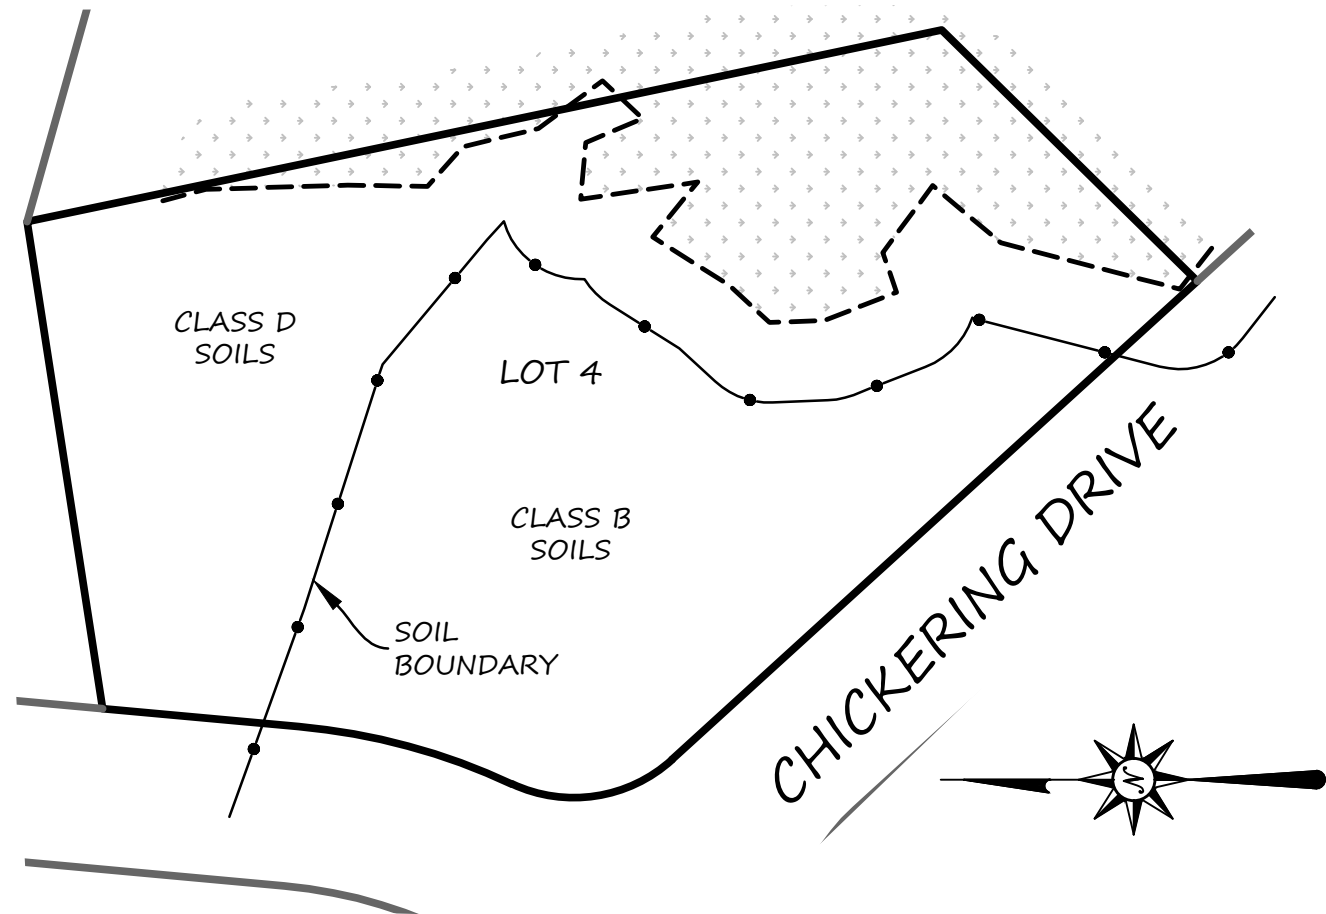 CLASS D
SOILS
LOT 4
CLASS B
SOILS
SOIL
BOUNDARY
CHICKERING DRIVE
N